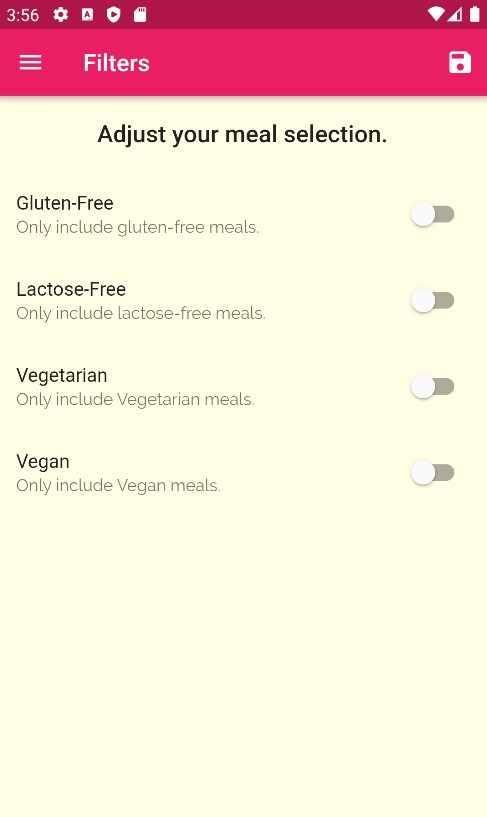 3:56
Filters
Adjust your meal selection.
Gluten-Free
Only include gluten-free meals.
Lactose-Free
Only include lactose-free meals.
Vegetarian
Only include Vegetarian meals.
Vegan
Only include Vegan meals.